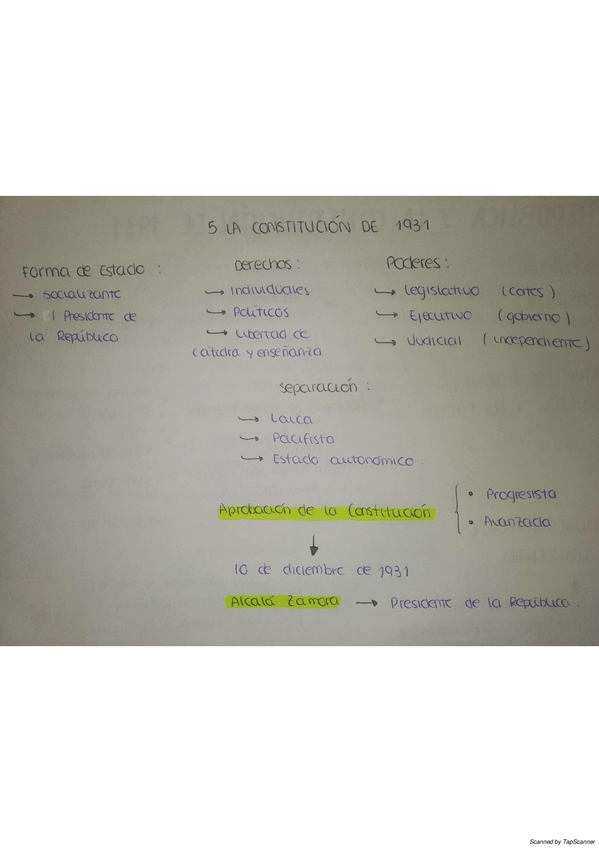 5 LA CONSTITUCIÓN DE 1931
Forma de Estado :
→ Socializante
→ El Presidente de
la República
Derechos :
→ Individuales
→ Políticos
→ Libertad de
cátedra y enseñanza
Poderes :
→ Legislativo (cortes)
→ Ejecutivo (gobierno)
→ Judicial (independiente)
Separación :
→ Laica
→ Pacifista
→ Estado autonómico.
Aprobación de la Constitución
• Progresista
• Avanzada
10 de diciembre de 1931
Alcalá Zamora → Presidente de la República.
Scanned by TapScanner